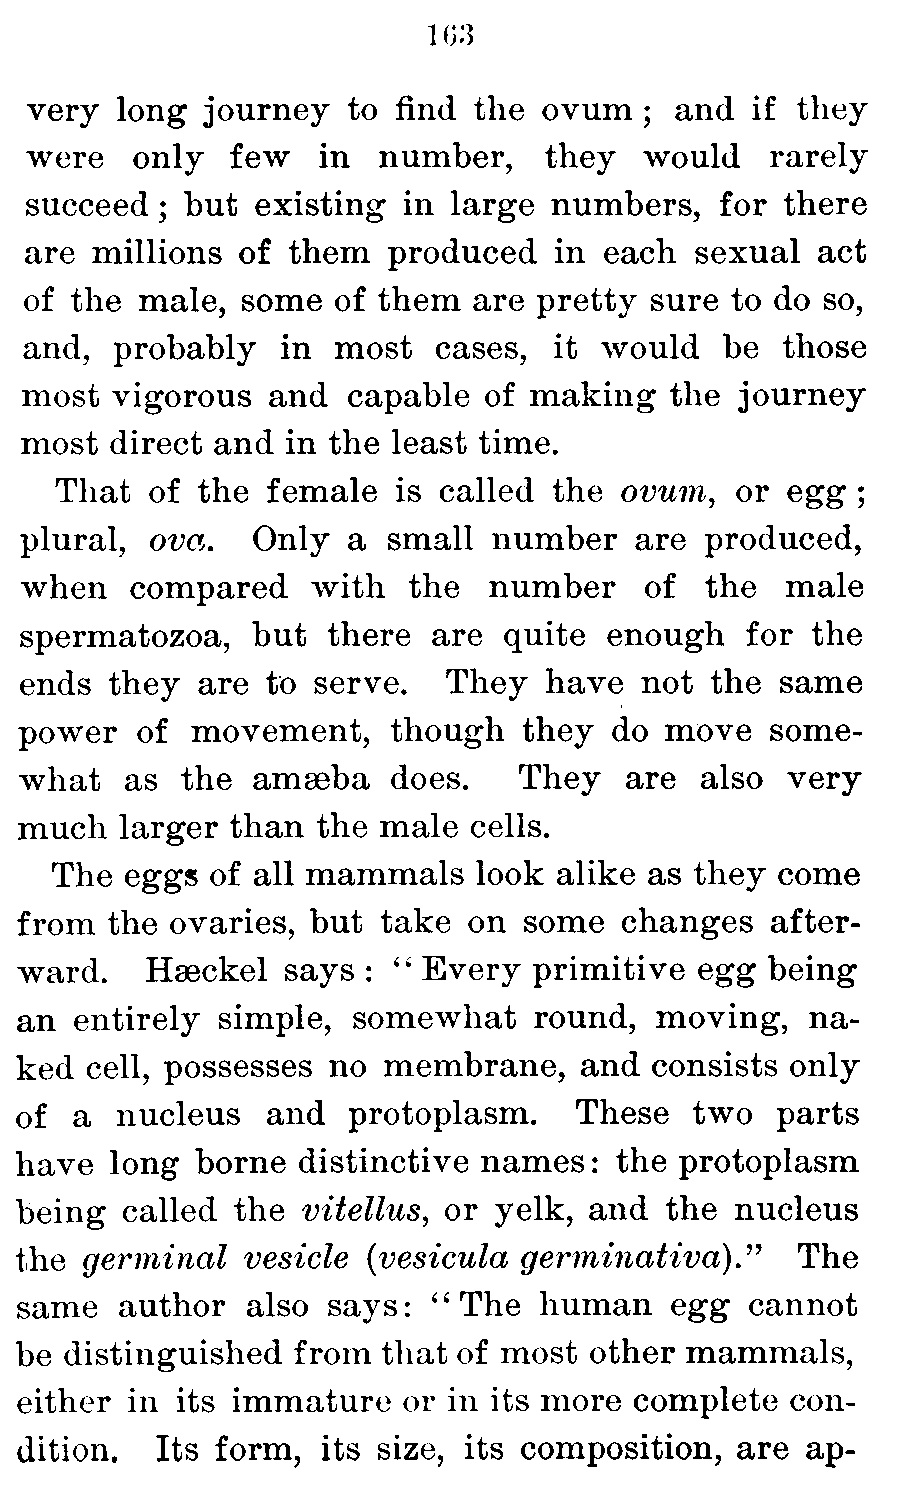 163
very long journey to find the ovum ; and if they
were only few in number, they would rarely
succeed ; but existing in large numbers, for there
are millions of them produced in each sexual act
of the male, some of them are pretty sure to do so,
and, probably in most cases, it would be those
most vigorous and capable of making the journey
most direct and in the least time.
That of the female is called the ovum, or egg ;
plural, ova. Only a small number are produced,
when compared with the number of the male
spermatozoa, but there are quite enough for the
ends they are to serve. They have not the same
power of movement, though they do move some-
what as the amæba does. They are also very
much larger than the male cells.
The eggs of all mammals look alike as they come
from the ovaries, but take on some changes after-
ward. Hæckel says : “ Every primitive egg being
an entirely simple, somewhat round, moving, na-
ked cell, possesses no membrane, and consists only
of a nucleus and protoplasm. These two parts
have long borne distinctive names: the protoplasm
being called the vitellus, or yelk, and the nucleus
the germinal vesicle (vesicula germinativa).” The
same author also says: “ The human egg cannot
be distinguished from that of most other mammals,
either in its immature or in its more complete con-
dition. Its form, its size, its composition, are ap-